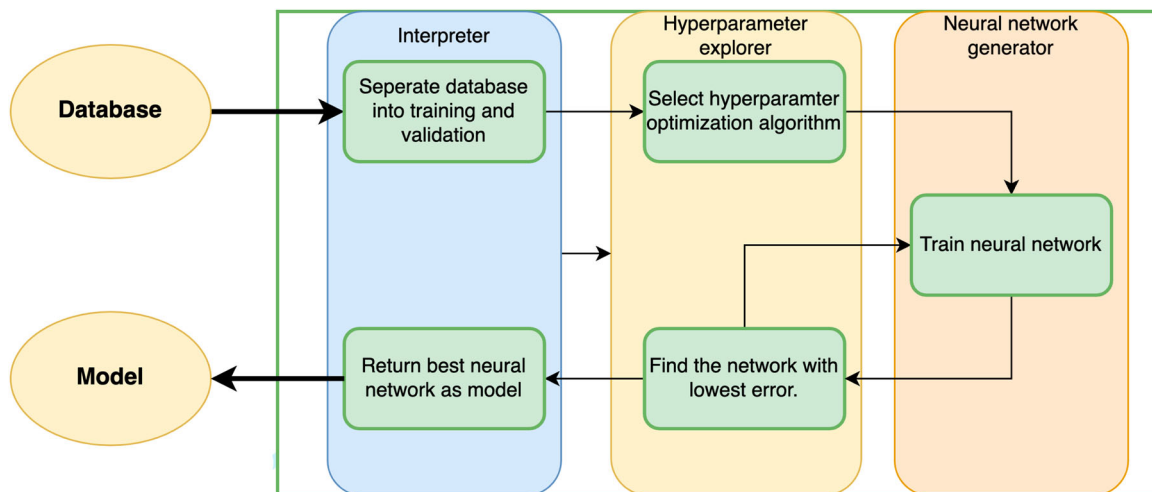 Interpreter
Hyperparameter
explorer
Neural network
generator
Database
Seperate database
into training and
validation
Select hyperparamter
optimization algorithm
Train neural network
Model
Return best neural
network as model
Find the network with
lowest error.